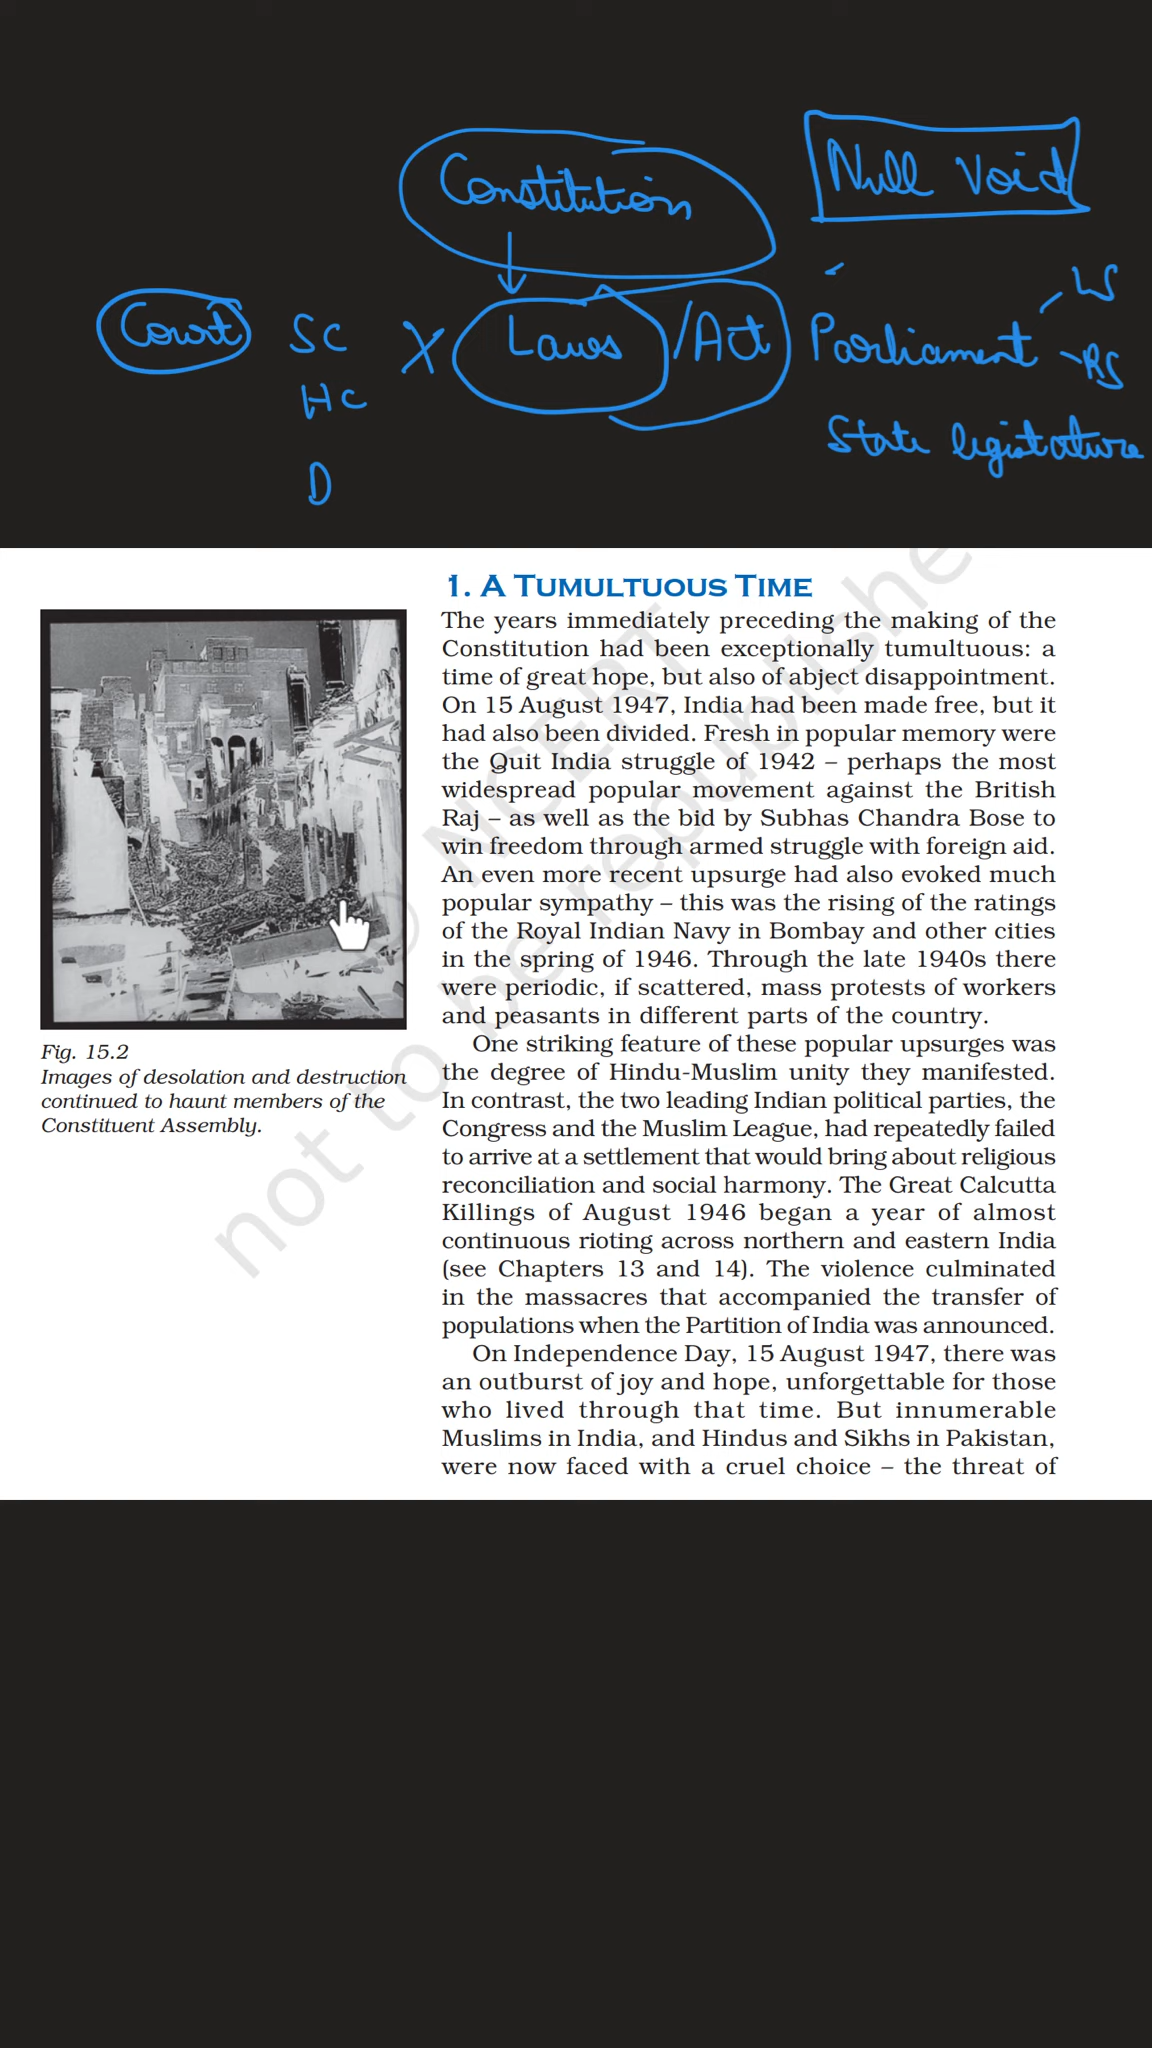 Constitution
Null Void
Court SC X Laws /Act Parliament - LS
HC - RS
State legislature
D
1. A TUMULTUOUS TIME
The years immediately preceding the making of the
Constitution had been exceptionally tumultuous: a
time of great hope, but also of abject disappointment.
On 15 August 1947, India had been made free, but it
had also been divided. Fresh in popular memory were
the Quit India struggle of 1942 – perhaps the most
widespread popular movement against the British
Raj – as well as the bid by Subhas Chandra Bose to
win freedom through armed struggle with foreign aid.
An even more recent upsurge had also evoked much
popular sympathy – this was the rising of the ratings
of the Royal Indian Navy in Bombay and other cities
in the spring of 1946. Through the late 1940s there
were periodic, if scattered, mass protests of workers
and peasants in different parts of the country.
One striking feature of these popular upsurges was
the degree of Hindu-Muslim unity they manifested.
In contrast, the two leading Indian political parties, the
Congress and the Muslim League, had repeatedly failed
to arrive at a settlement that would bring about religious
reconciliation and social harmony. The Great Calcutta
Killings of August 1946 began a year of almost
continuous rioting across northern and eastern India
(see Chapters 13 and 14). The violence culminated
in the massacres that accompanied the transfer of
populations when the Partition of India was announced.
On Independence Day, 15 August 1947, there was
an outburst of joy and hope, unforgettable for those
who lived through that time. But innumerable
Muslims in India, and Hindus and Sikhs in Pakistan,
were now faced with a cruel choice – the threat of
Fig. 15.2
Images of desolation and destruction
continued to haunt members of the
Constituent Assembly.
© NCERT
not to be republishe